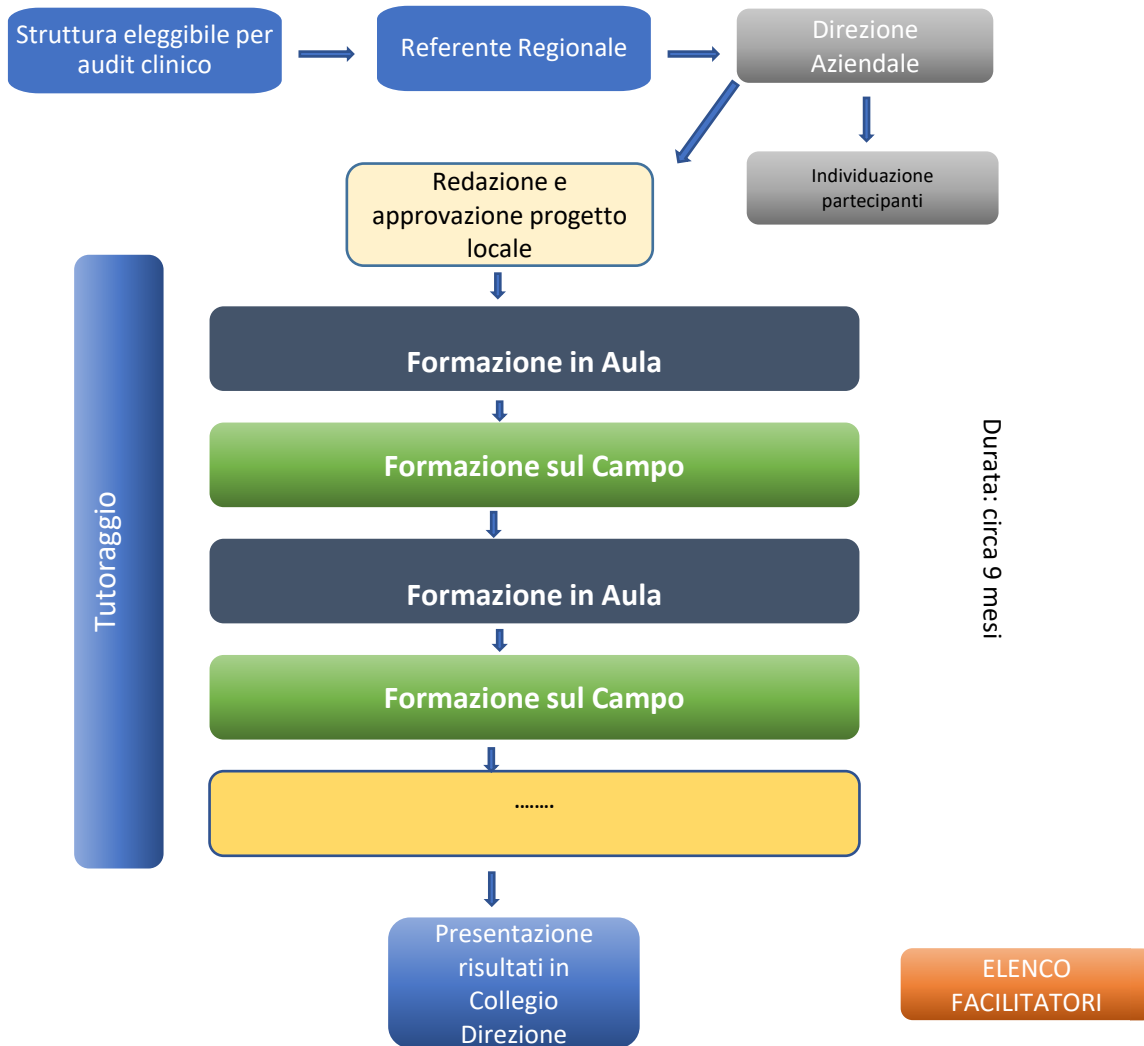 Struttura eleggibile per
audit clinico
Referente Regionale
Direzione
Aziendale
Individuazione
partecipanti
Redazione e
approvazione progetto
locale
Tutoraggio
Formazione in Aula
Formazione sul Campo
Formazione in Aula
Formazione sul Campo
........
Durata: circa 9 mesi
Presentazione
risultati in
Collegio
Direzione
ELENCO
FACILITATORI